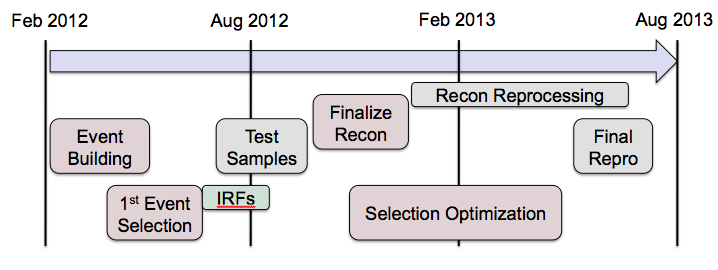 Feb 2012
Aug 2012
Feb 2013
Aug 2013
Recon Reprocessing
Finalize
Recon
Event
Building
Test
Samples
Final
Repro
1st Event
Selection
IRFs
Selection Optimization